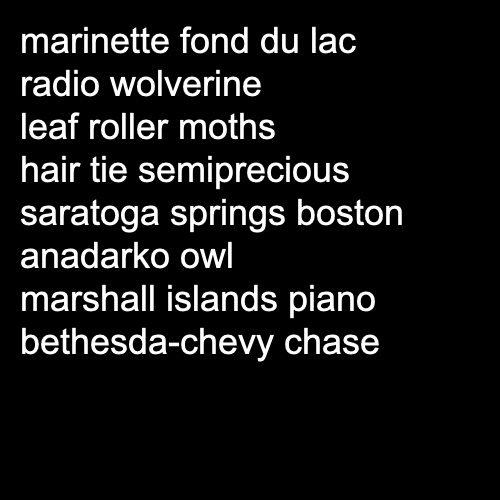 marinette fond du lac
radio wolverine
leaf roller moths
hair tie semiprecious
saratoga springs boston
anadarko owl
marshall islands piano
bethesda-chevy chase